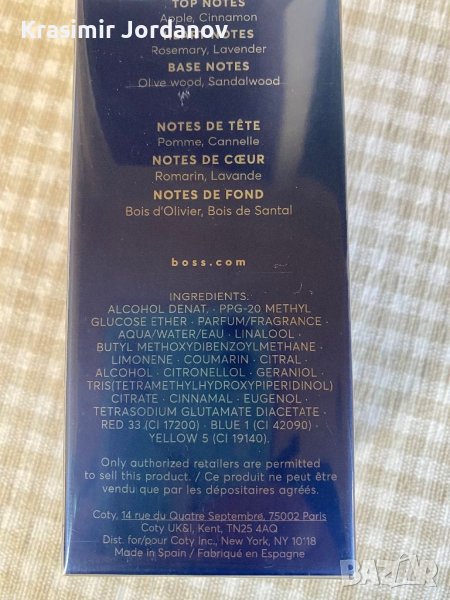 TOP NOTES
Krasimir Jordanov
Apple, Cinnamon
HEART NOTES
Rosemary, Lavender
BASE NOTES
Olive wood, Sandalwood
NOTES DE TÊTE
Pomme, Cannelle
NOTES DE CŒUR
Romarin, Lavande
NOTES DE FOND
Bois d'Olivier, Bois de Santal
boss.com
INGREDIENTS:
ALCOHOL DENAT. · PPG-20 METHYL
GLUCOSE ETHER · PARFUM/FRAGRANCE ·
AQUA/WATER/EAU · LINALOOL ·
BUTYL METHOXYDIBENZOYLMETHANE ·
LIMONENE · COUMARIN · CITRAL ·
ALCOHOL · CITRONELLOL · GERANIOL ·
TRIS(TETRAMETHYLHYDROXYPIPERIDINOL)
CITRATE · CINNAMAL · EUGENOL ·
TETRASODIUM GLUTAMATE DIACETATE ·
RED 33 (CI 17200) · BLUE 1 (CI 42090) ·
YELLOW 5 (CI 19140).
Only authorized retailers are permitted
to sell this product. / Ce produit ne peut être
vendu que par les dépositaires agréés.
Coty, 14 rue du Quatre Septembre, 75002 Paris
Coty UK&I, Kent, TN25 4AQ
Dist. for/pour Coty Inc., New York, NY 10118
Made in Spain / Fabriqué en Espagne
BAZAR